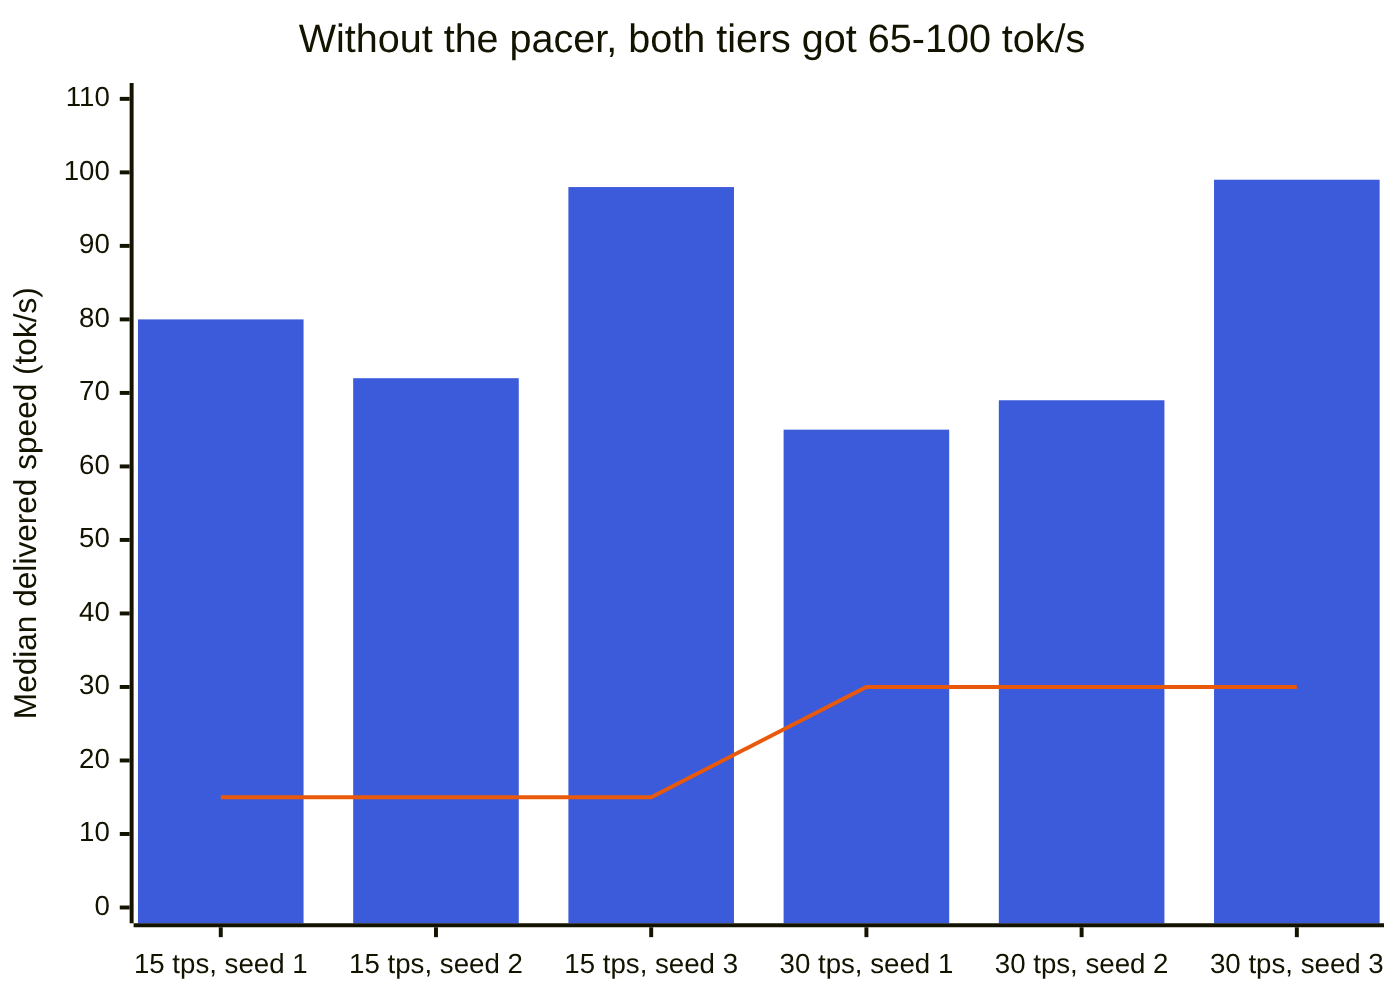 Without the pacer, both tiers got 65-100 tok/s
Median delivered speed (tok/s)
110
100
90
80
70
60
50
40
30
20
10
0
15 tps, seed 1
15 tps, seed 2
15 tps, seed 3
30 tps, seed 1
30 tps, seed 2
30 tps, seed 3